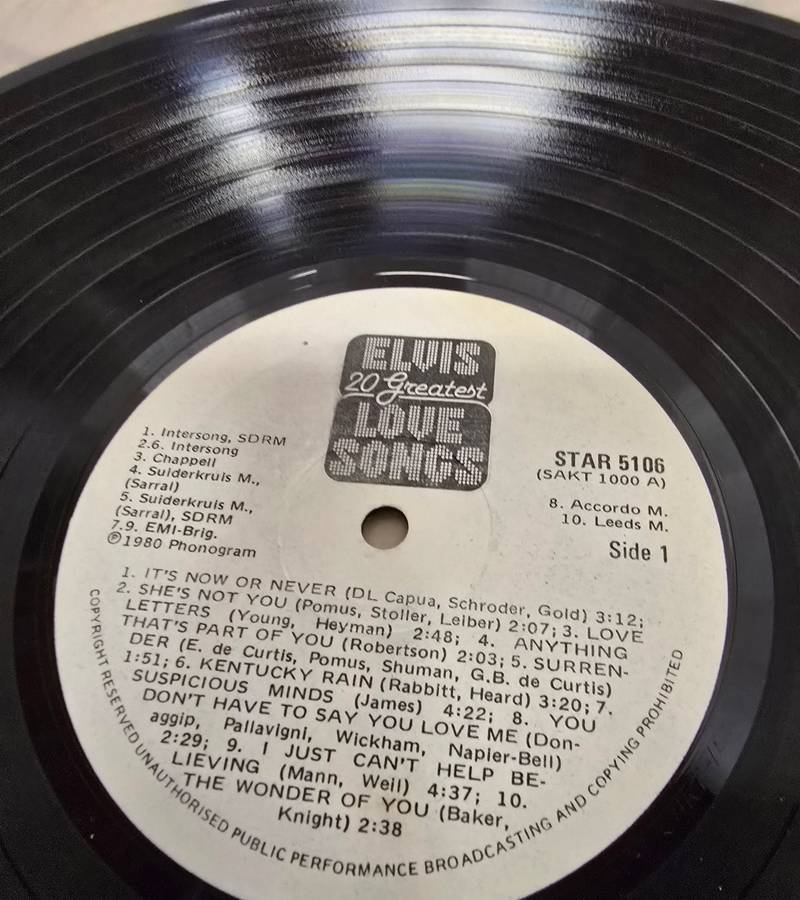 ELVIS
20 Greatest
LOVE
SONGS
1. Intersong, SDRM
2.6. Intersong
3. Chappell
4. Suiderkruis M.,
(Sarral)
5. Suiderkruis M.,
(Sarral), SDRM
7.9. EMI-Brig.
Ⓟ1980 Phonogram
STAR 5106
(SAKT 1000 A)
8. Accordo M.
10. Leeds M.
Side 1
1. IT'S NOW OR NEVER (DL Capua, Schroder, Gold) 3:12;
2. SHE'S NOT YOU (Pomus, Stoller, Leiber) 2:07; 3. LOVE
LETTERS (Young, Heyman) 2:48; 4. ANYTHING
THAT'S PART OF YOU (Robertson) 2:03; 5. SURREN-
DER (E. de Curtis, Pomus, Shuman, G.B. de Curtis)
1:51; 6. KENTUCKY RAIN (Rabbitt, Heard) 3:20; 7.
SUSPICIOUS MINDS (James) 4:22; 8. YOU
DON'T HAVE TO SAY YOU LOVE ME (Don-
aggip, Pallavigni, Wickham, Napier-Bell)
2:29; 9. I JUST CAN'T HELP BE-
LIEVING (Mann, Weil) 4:37; 10.
THE WONDER OF YOU (Baker,
Knight) 2:38
COPYRIGHT RESERVED UNAUTHORISED PUBLIC PERFORMANCE BROADCASTING AND COPYING PROHIBITED